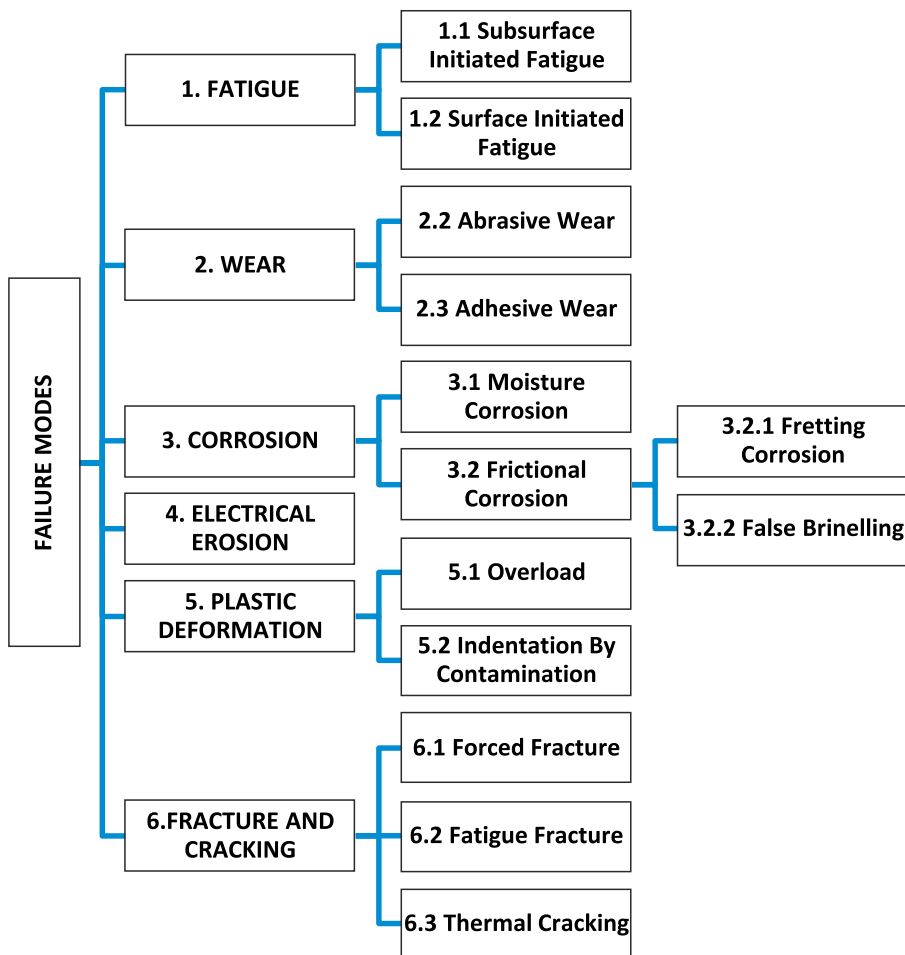 FAILURE MODES
1. FATIGUE
1.1 Subsurface
Initiated Fatigue
1.2 Surface Initiated
Fatigue
2. WEAR
2.2 Abrasive Wear
2.3 Adhesive Wear
3. CORROSION
3.1 Moisture
Corrosion
3.2 Frictional
Corrosion
3.2.1 Fretting
Corrosion
3.2.2 False Brinelling
4. ELECTRICAL
EROSION
5. PLASTIC
DEFORMATION
5.1 Overload
5.2 Indentation By
Contamination
6.FRACTURE AND
CRACKING
6.1 Forced Fracture
6.2 Fatigue Fracture
6.3 Thermal Cracking